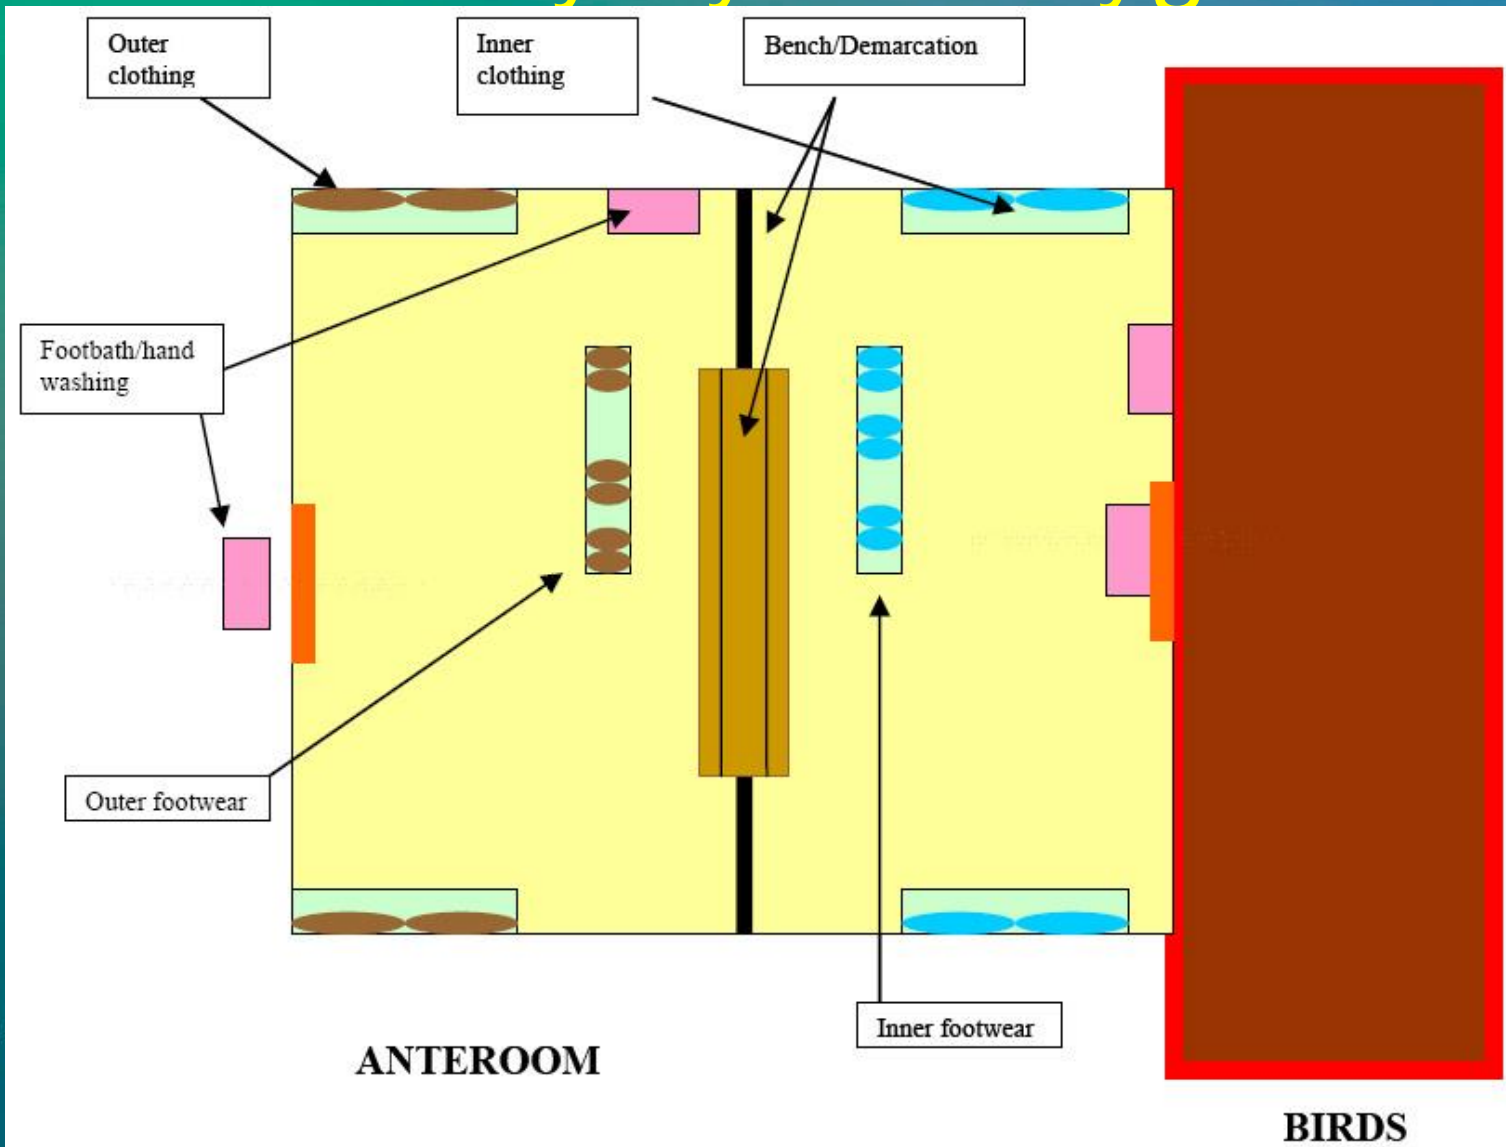 Outer
clothing
Inner
clothing
Bench/Demarcation
Footbath/hand
washing
Outer footwear
Inner footwear
ANTEROOM
BIRDS